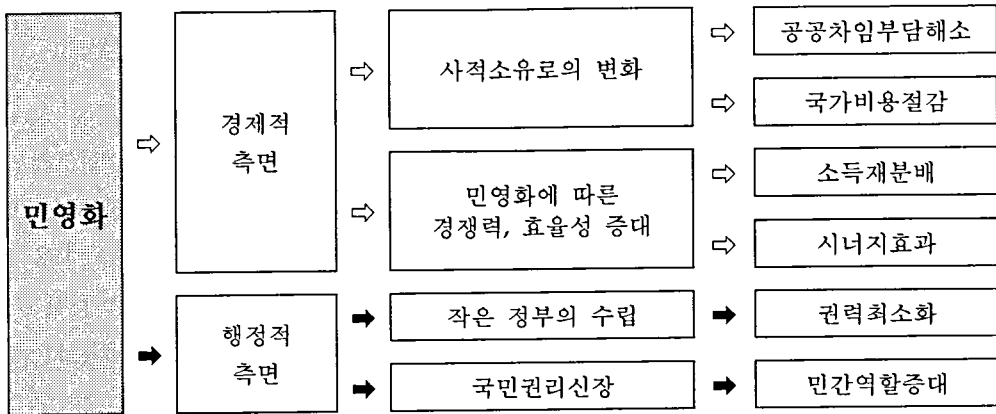 민영화
경제적
측면
사적소유로의 변화
공공차임부담해소
국가비용절감
민영화에 따른
경쟁력, 효율성 증대
소득재분배
시너지효과
행정적
측면
작은 정부의 수립
권력최소화
국민권리신장
민간역할증대